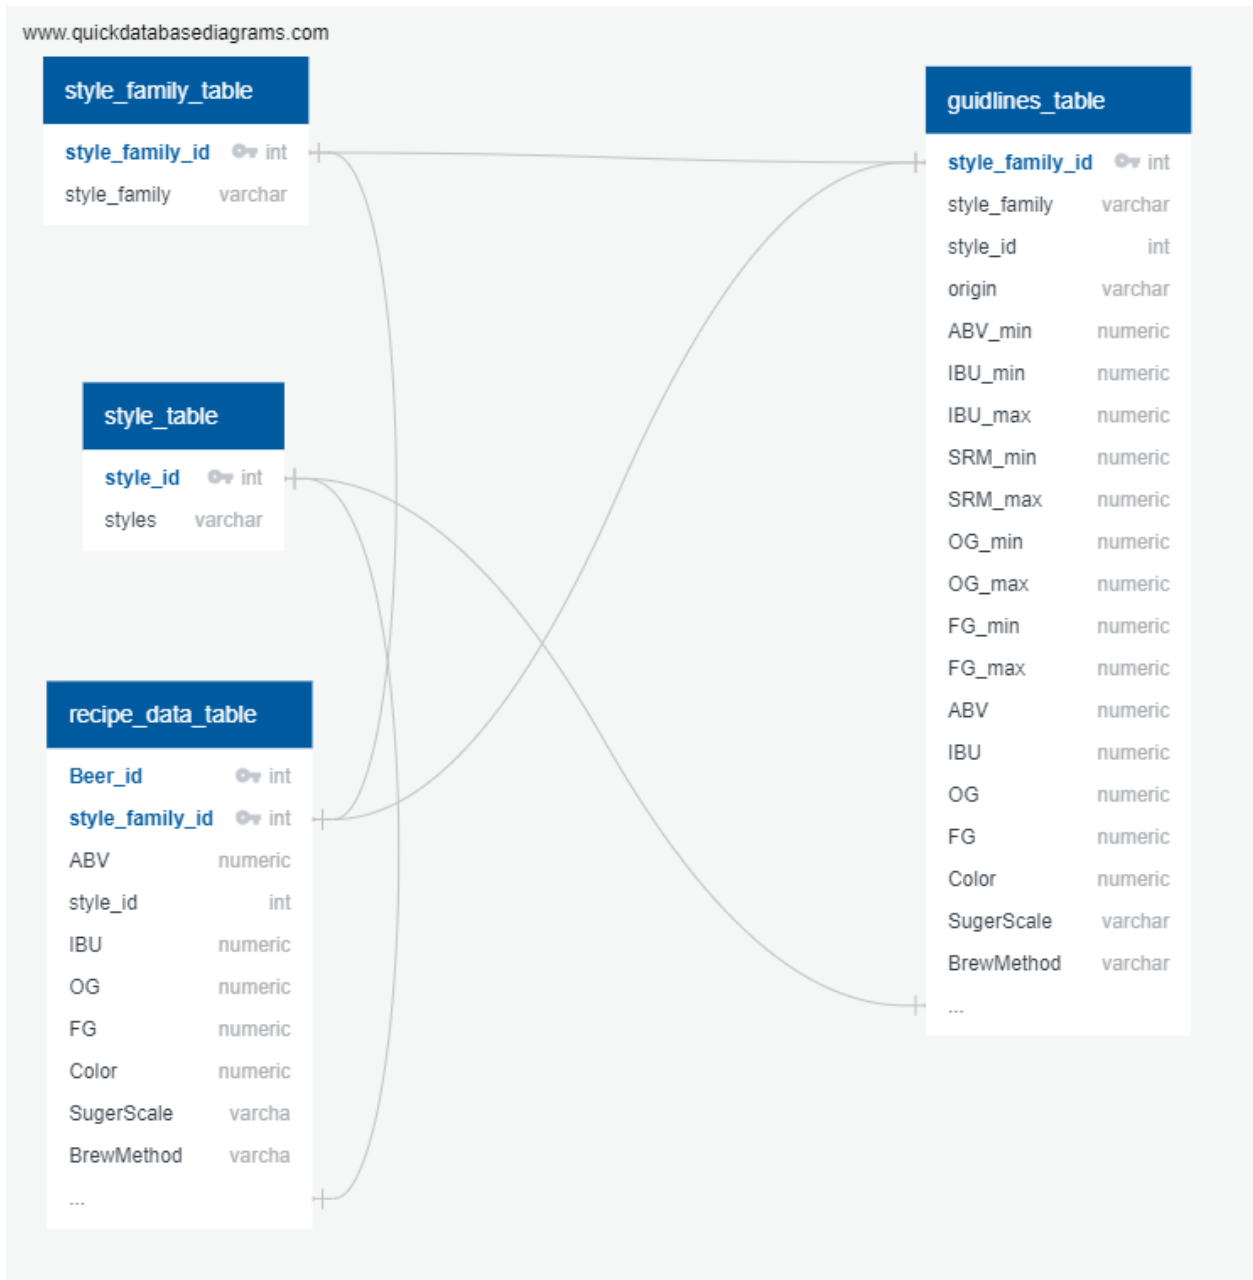 www.quickdatabasediagrams.com
style_family_table
style_family_id int
style_family varchar
style_table
style_id int
styles varchar
recipe_data_table
Beer_id int
style_family_id int
ABV numeric
style_id int
IBU numeric
OG numeric
FG numeric
Color numeric
SugerScale varcha
BrewMethod varcha
...
guidlines_table
style_family_id int
style_family varchar
style_id int
origin varchar
ABV_min numeric
IBU_min numeric
IBU_max numeric
SRM_min numeric
SRM_max numeric
OG_min numeric
OG_max numeric
FG_min numeric
FG_max numeric
ABV numeric
IBU numeric
OG numeric
FG numeric
Color numeric
SugerScale varchar
BrewMethod varchar
...